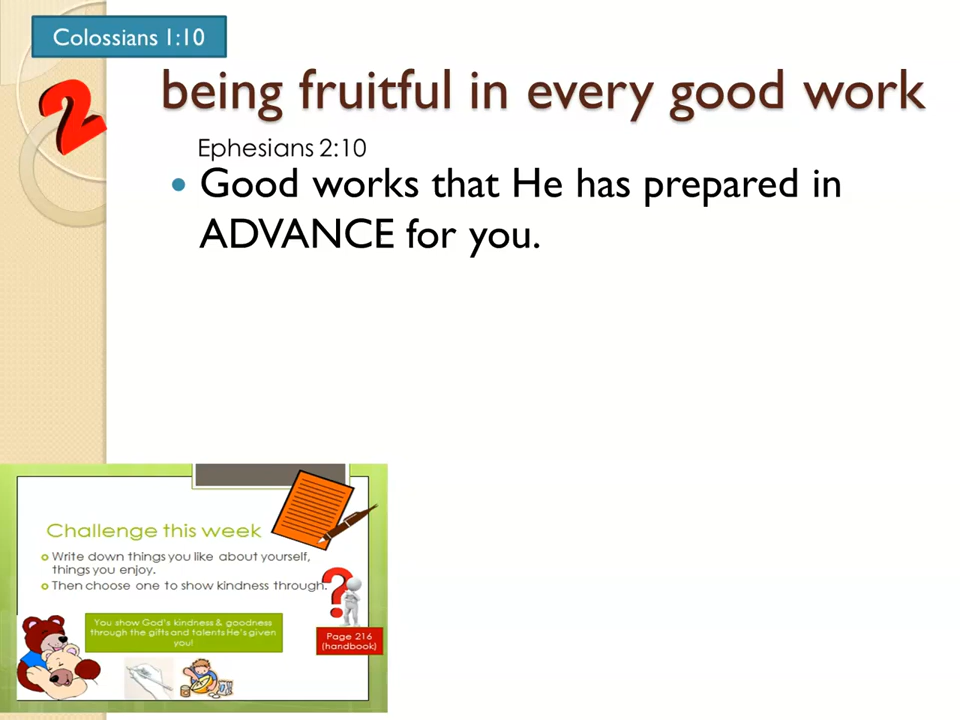 Colossians 1:10
2
being fruitful in every good work
Ephesians 2:10
• Good works that He has prepared in
ADVANCE for you.
Challenge this week
Write down things you like about yourself,
things you enjoy.
Then choose one to show kindness through.
?
You show God's kindness & goodness
through the gifts and talents He's given
you!
Page 216
(handbook)